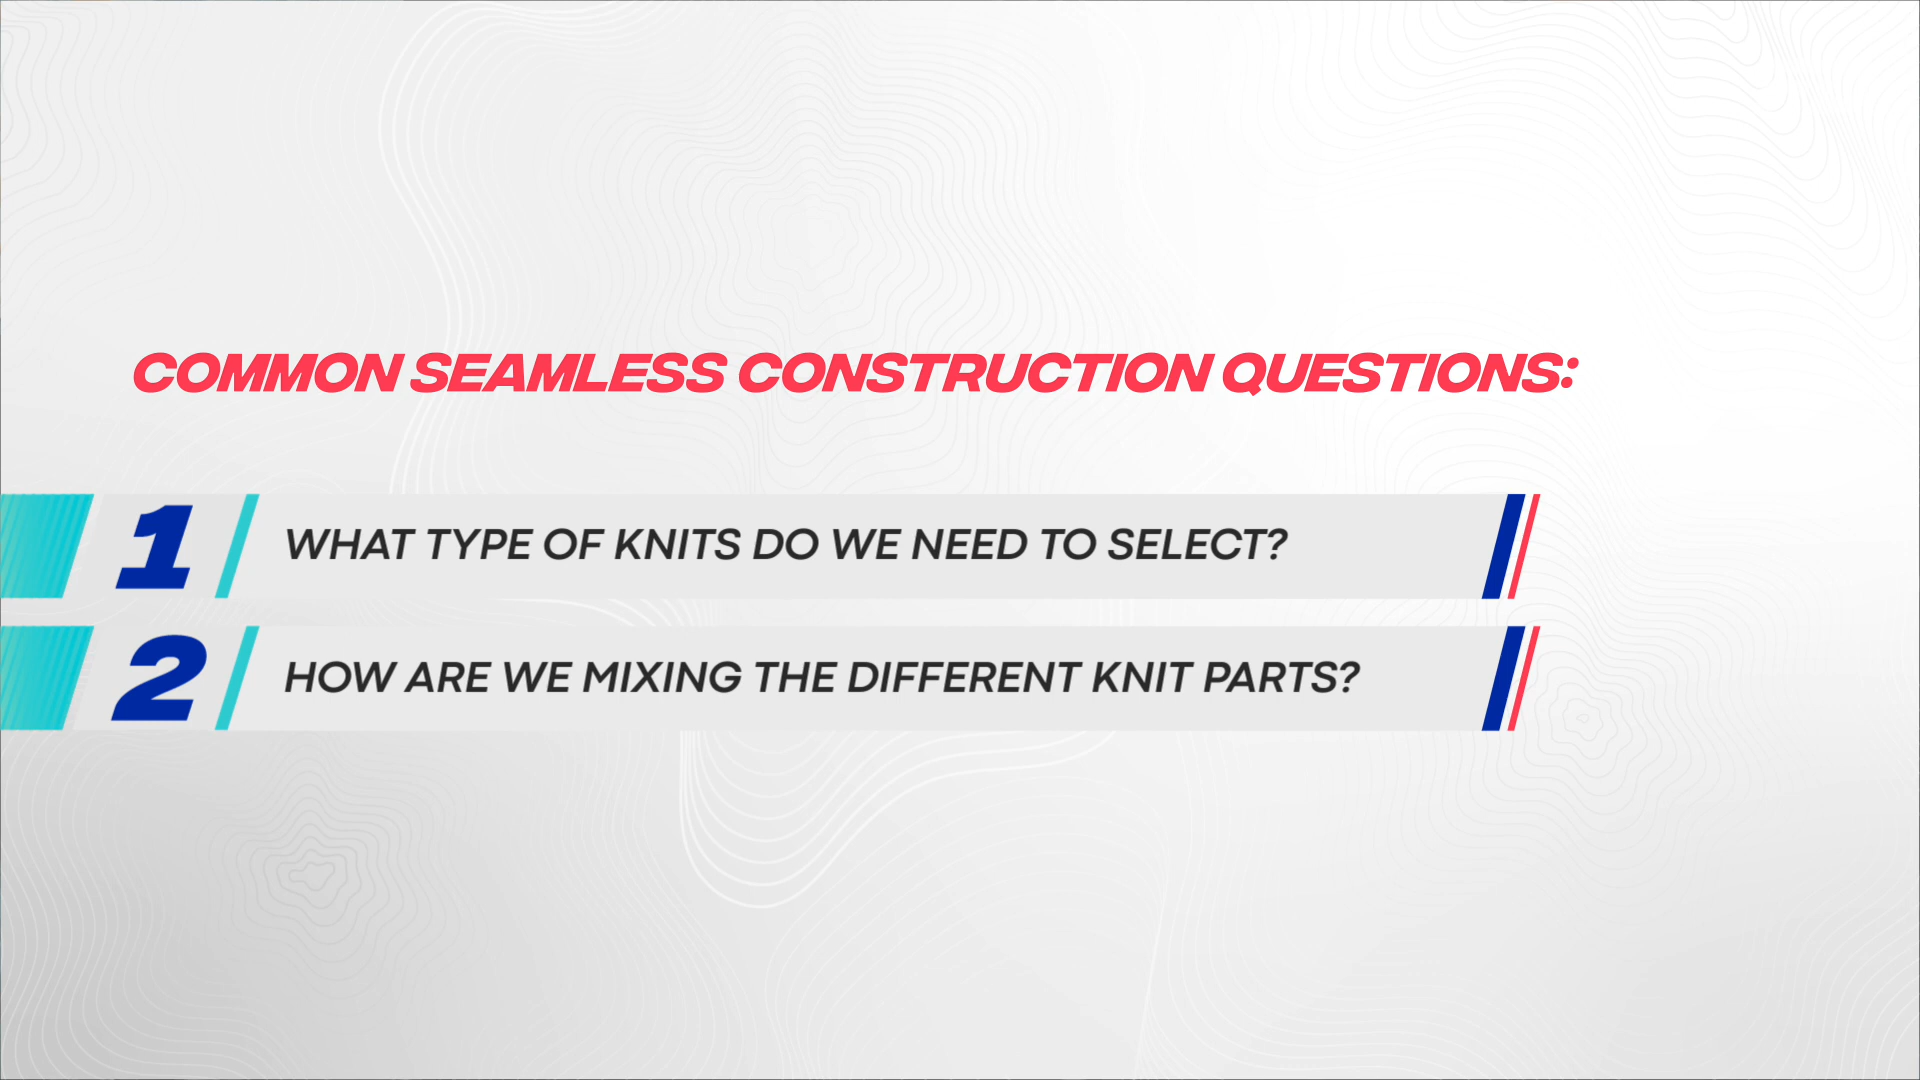 COMMON SEAMLESS CONSTRUCTION QUESTIONS:
1 WHAT TYPE OF KNITS DO WE NEED TO SELECT?
2 HOW ARE WE MIXING THE DIFFERENT KNIT PARTS?